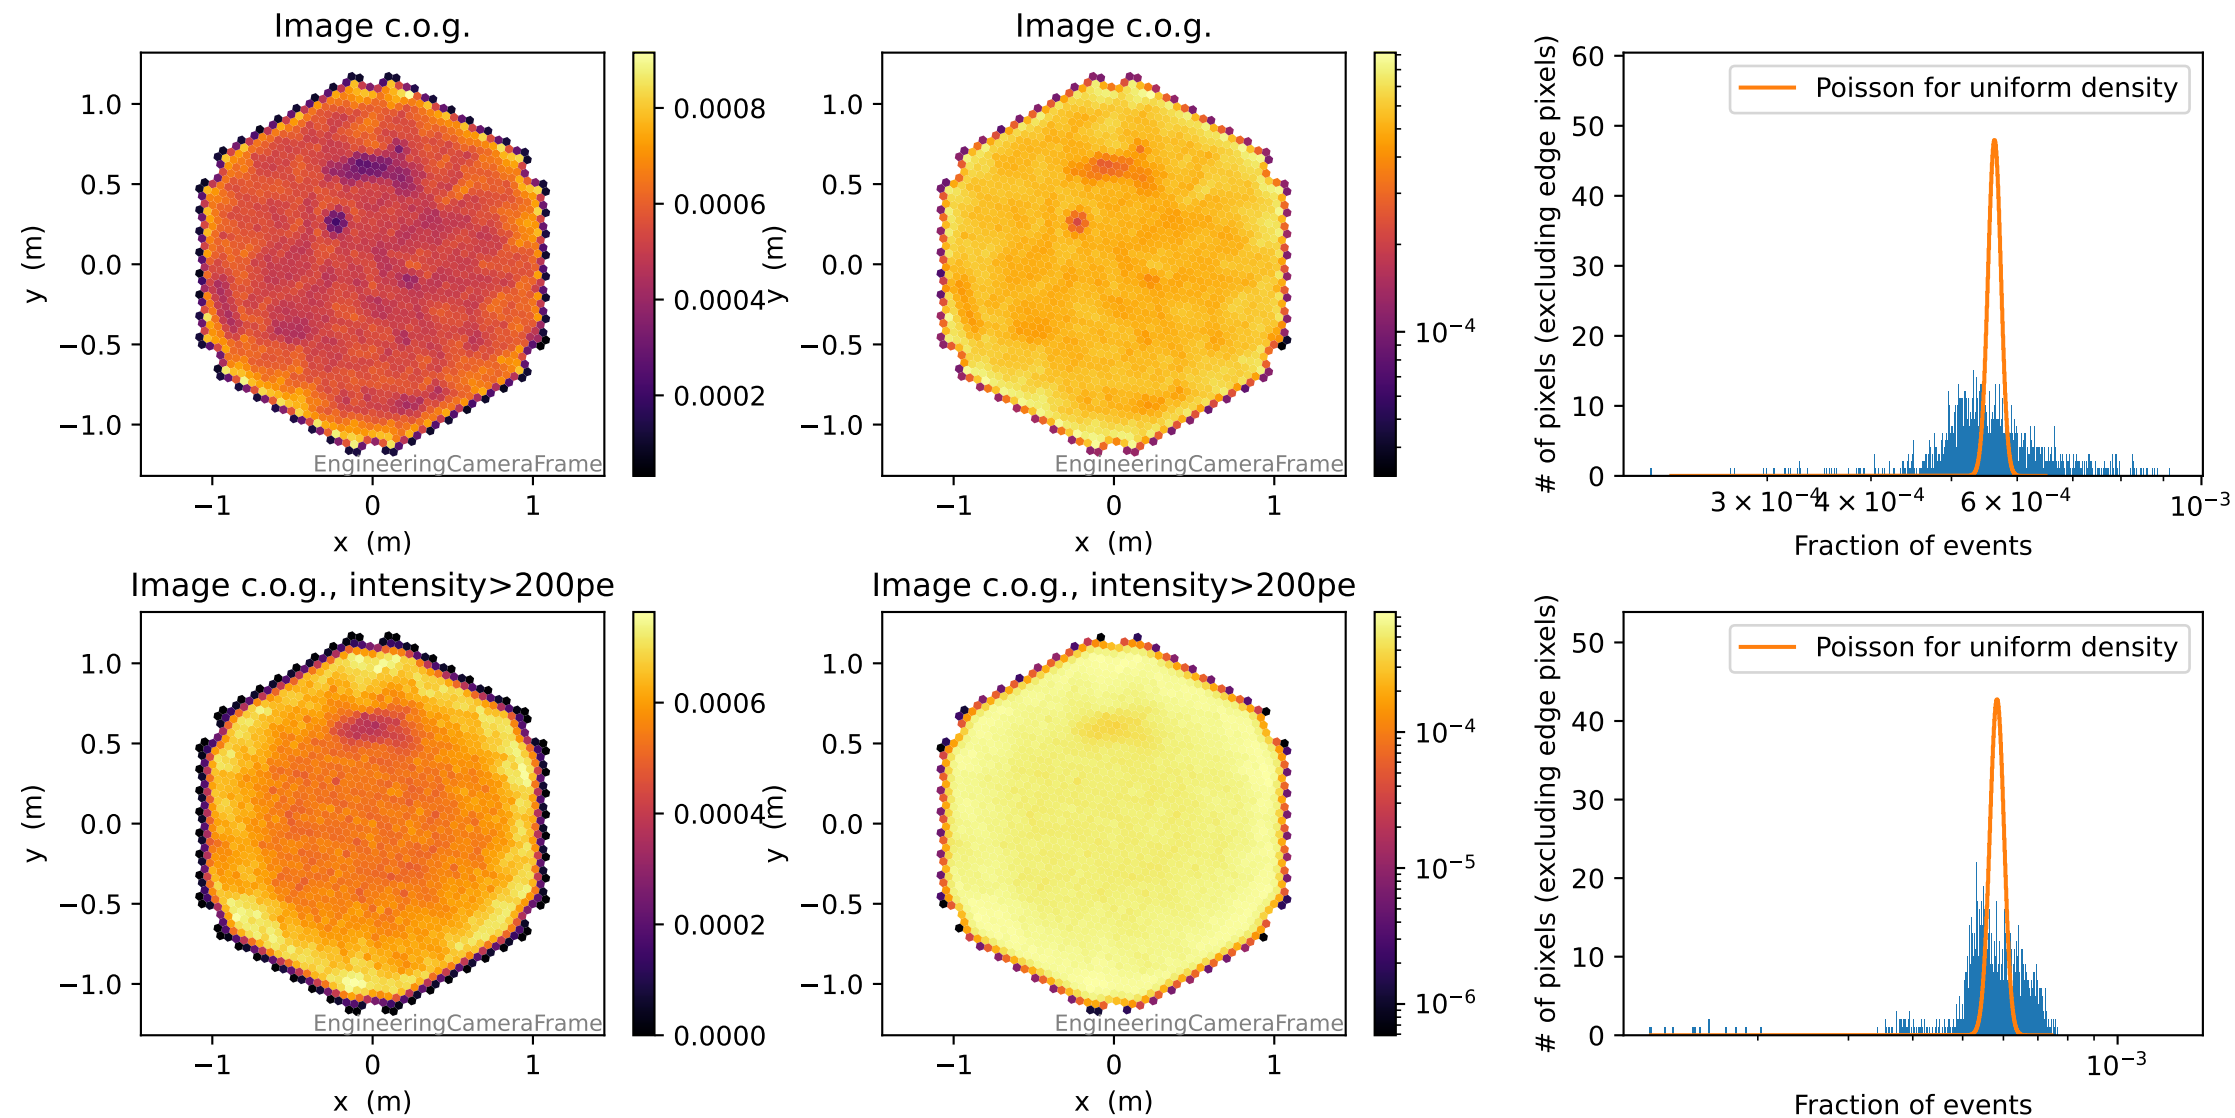 Image c.o.g.
1.0
0.5
0.0
−0.5
−1.0
y (m)
−1
0
1
x (m)
EngineeringCameraFrame
0.0008
0.0006
0.0004
0.0002
Image c.o.g.
1.0
0.5
0.0
−0.5
−1.0
y (m)
−1
0
1
x (m)
EngineeringCameraFrame
10⁻⁴
60
50
40
30
20
10
0
# of pixels (excluding edge pixels)
Poisson for uniform density
3 × 10⁻⁴
4 × 10⁻⁴
6 × 10⁻⁴
10⁻³
Fraction of events
Image c.o.g., intensity>200pe
1.0
0.5
0.0
−0.5
−1.0
y (m)
−1
0
1
x (m)
EngineeringCameraFrame
0.0006
0.0004
0.0002
0.0000
Image c.o.g., intensity>200pe
1.0
0.5
0.0
−0.5
−1.0
y (m)
−1
0
1
x (m)
EngineeringCameraFrame
10⁻⁴
10⁻⁵
10⁻⁶
50
40
30
20
10
0
# of pixels (excluding edge pixels)
Poisson for uniform density
10⁻³
Fraction of events